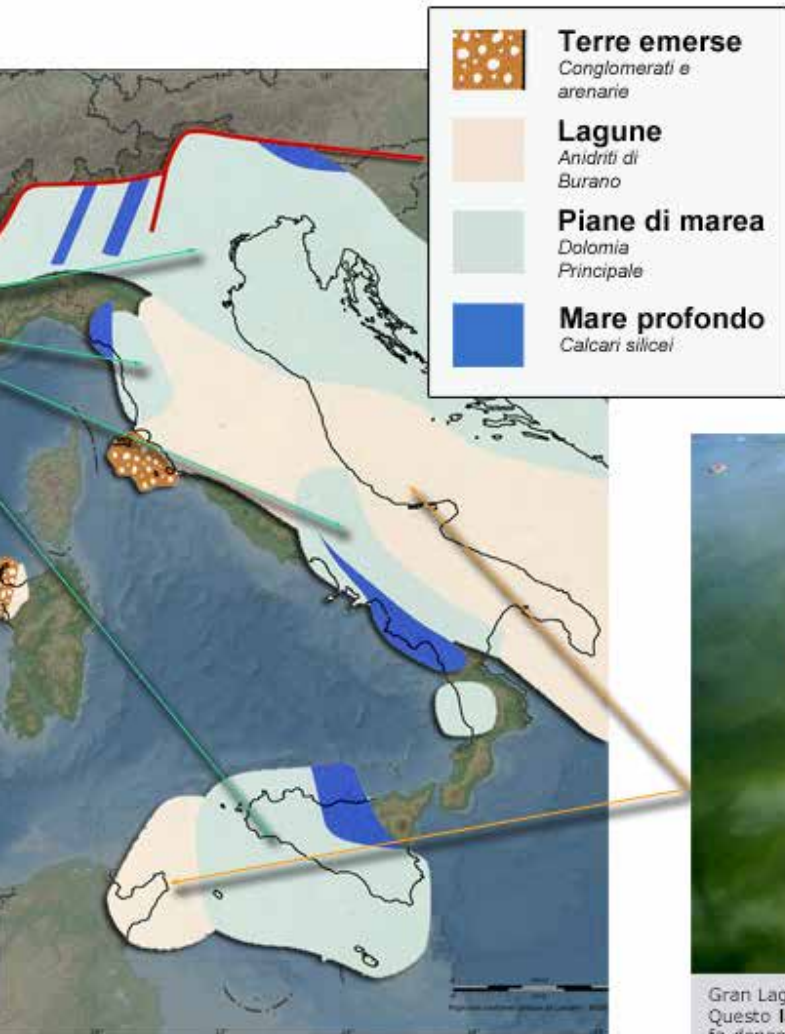 Terre emerse
Conglomerati e
arenarie
Lagune
Anidriti di
Burano
Piane di marea
Dolomia
Principale
Mare profondo
Calcari silicei
Gran Lag
Questo